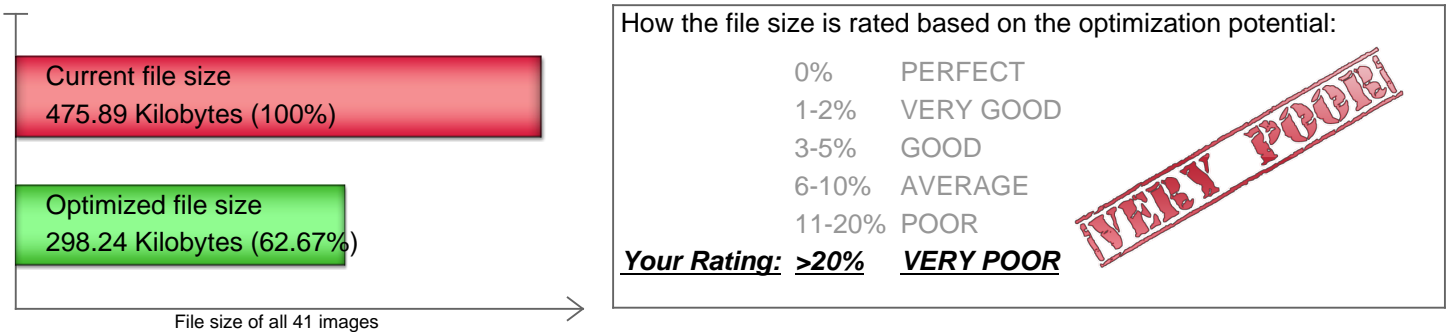 Current file size
475.89 Kilobytes (100%)
Optimized file size
298.24 Kilobytes (62.67%)
File size of all 41 images
How the file size is rated based on the optimization potential:
0% PERFECT
1-2% VERY GOOD
3-5% GOOD
6-10% AVERAGE
11-20% POOR
Your Rating: >20% VERY POOR
VERY POOR